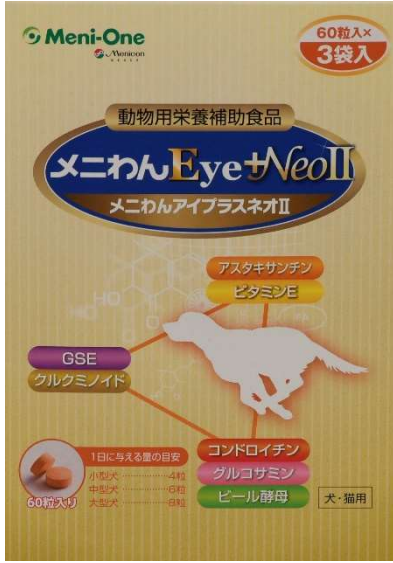 Meni-One
Menicon
60粒入×
3袋入
動物用栄養補助食品
メニわんEye+NeoⅡ
メニわんアイプラスネオⅡ
アスタキサンチン
ビタミンE
HO
GSE
クルクミノイド
コンドロイチン
グルコサミン
ビール酵母
1日に与える量の目安
小型犬……………4粒
中型犬……………6粒
大型犬……………8粒
60粒入り
犬・猫用